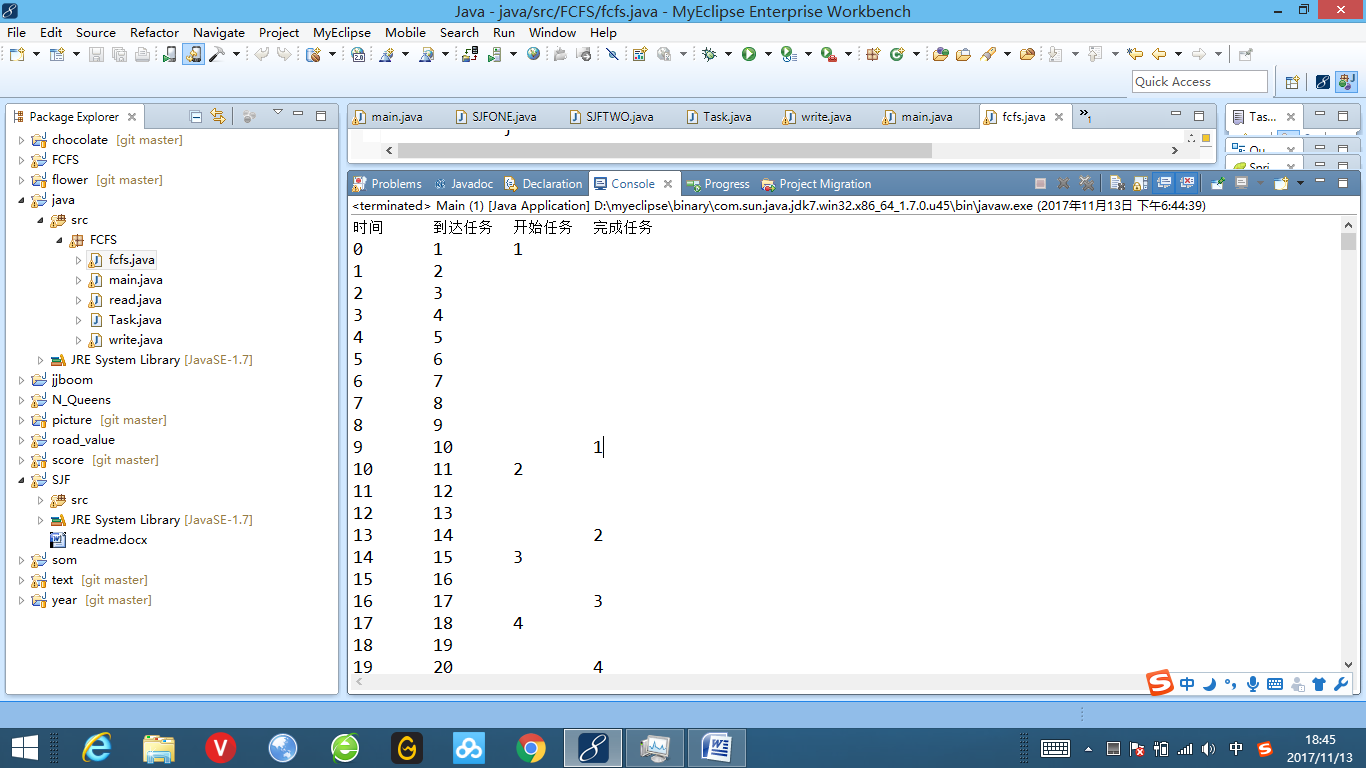 Java - java/src/FCFS/fcfs.java - MyEclipse Enterprise Workbench
File Edit Source Refactor Navigate Project MyEclipse Mobile Search Run Window Help
Quick Access
Package Explorer
chocolate [git master]
FCFS
flower [git master]
java
src
FCFS
fcfs.java
main.java
read.java
Task.java
write.java
JRE System Library [JavaSE-1.7]
jjboom
N_Queens
picture [git master]
road_value
score [git master]
SJF
src
JRE System Library [JavaSE-1.7]
readme.docx
som
text [git master]
year [git master]
main.java SJFONE.java SJFTWO.java Task.java write.java main.java fcfs.java »1
Tas...
Problems Javadoc Declaration Console Progress Project Migration
<terminated> Main (1) [Java Application] D:\myeclipse\binary\com.sun.java.jdk7.win32.x86_64_1.7.0.u45\bin\javaw.exe (2017年11月13日 下午6:44:39)
时间 到达任务 开始任务 完成任务
0 1 1
1 2
2 3
3 4
4 5
5 6
6 7
7 8
8 9
9 10 1
10 11 2
11 12
12 13
13 14 2
14 15 3
15 16
16 17 3
17 18 4
18 19
19 20 4
中
中
18:45
2017/11/13